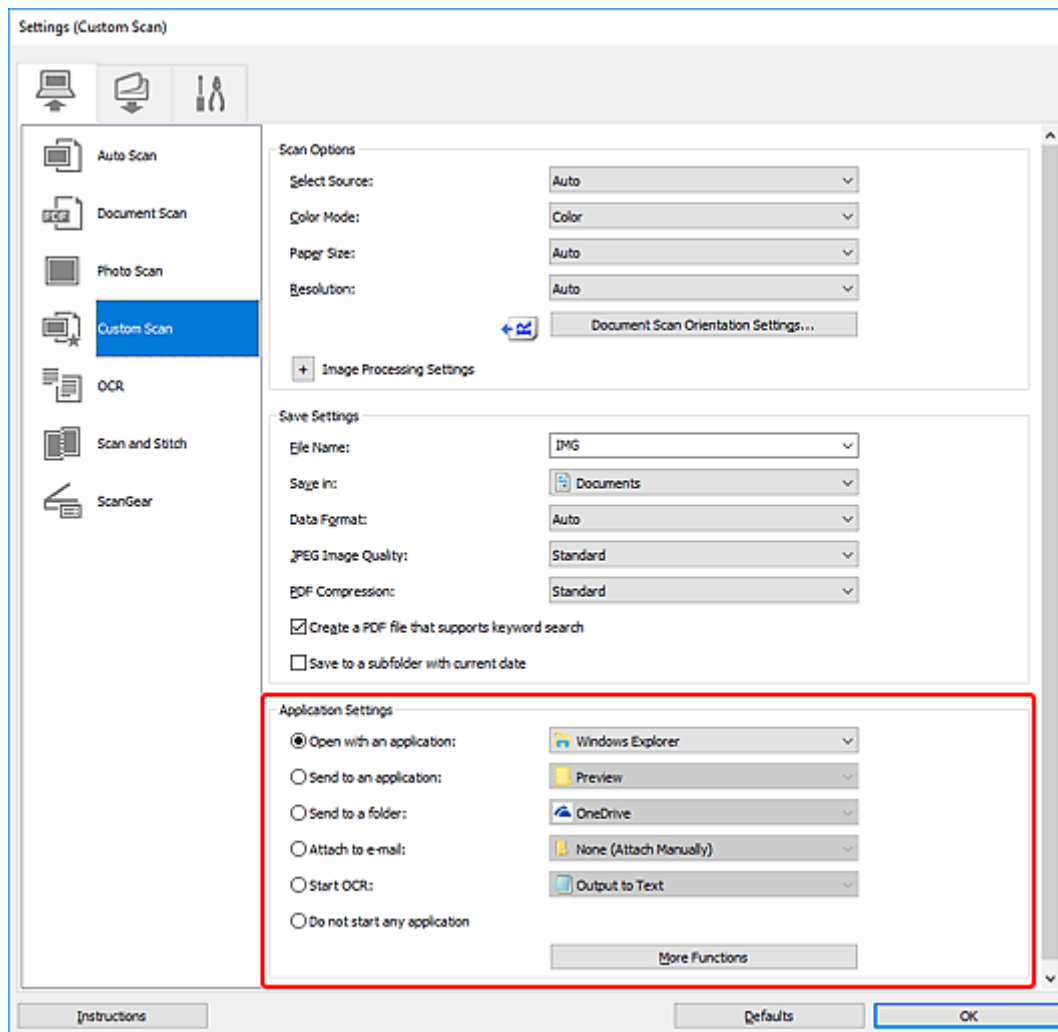 Settings (Custom Scan)
Auto Scan
Document Scan
Photo Scan
Custom Scan
OCR
Scan and Stitch
ScanGear
Scan Options
Select Source: Auto
Color Mode: Color
Paper Size: Auto
Resolution: Auto
Document Scan Orientation Settings...
+ Image Processing Settings
Save Settings
File Name: IMG
Save in: Documents
Data Format: Auto
JPEG Image Quality: Standard
PDF Compression: Standard
Create a PDF file that supports keyword search
Save to a subfolder with current date
Application Settings
Open with an application: Windows Explorer
Send to an application: Preview
Send to a folder: OneDrive
Attach to e-mail: None (Attach Manually)
Start OCR: Output to Text
Do not start any application
More Functions
Instructions Defaults OK